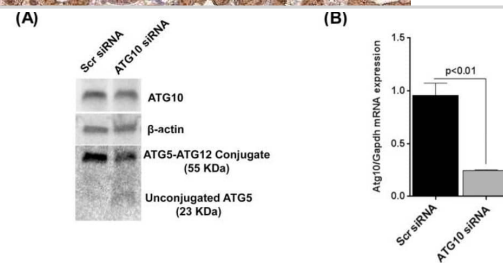 (A)
Scr siRNA
ATG10 siRNA
ATG10
β-actin
ATG5-ATG12 Conjugate
(55 KDa)
Unconjugated ATG5
(23 KDa)
(B)
Atg10/Gapdh mRNA expression
1.5
1.0
0.5
0.0
p<0.01
Scr siRNA
ATG10 siRNA